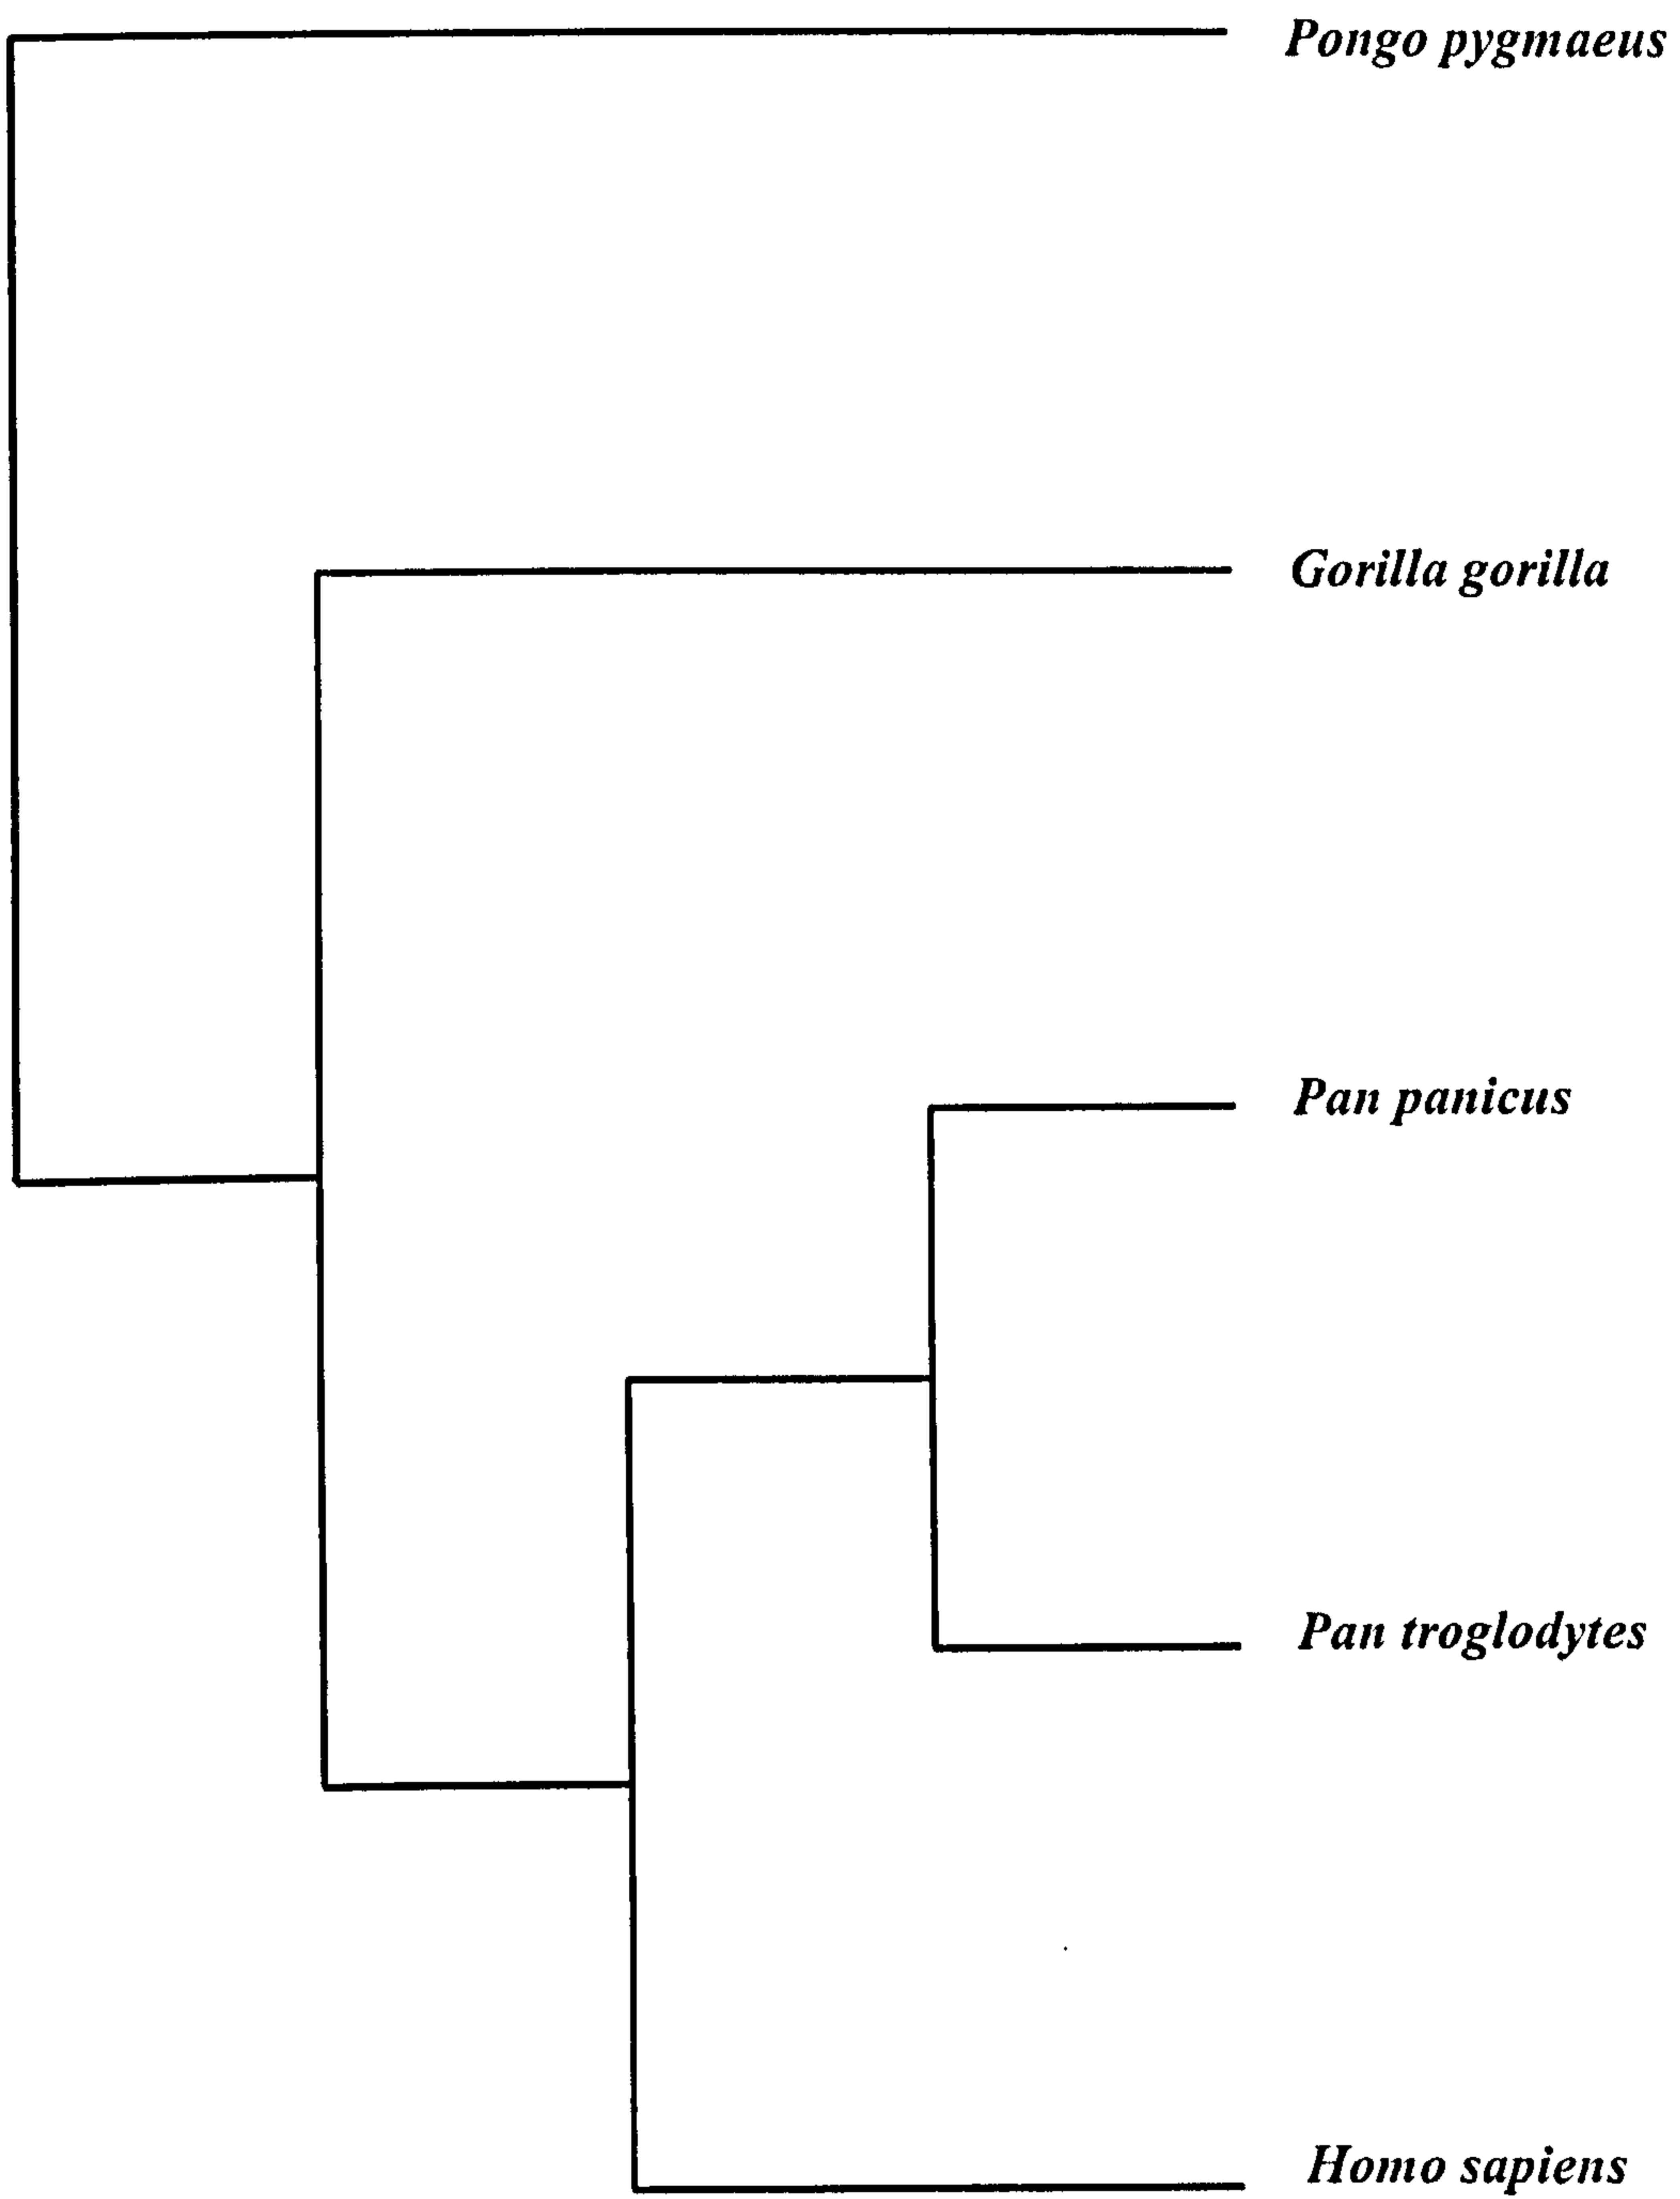 Pongo pygmaeus
Gorilla gorilla
Pan panicus
Pan troglodytes
Homo sapiens